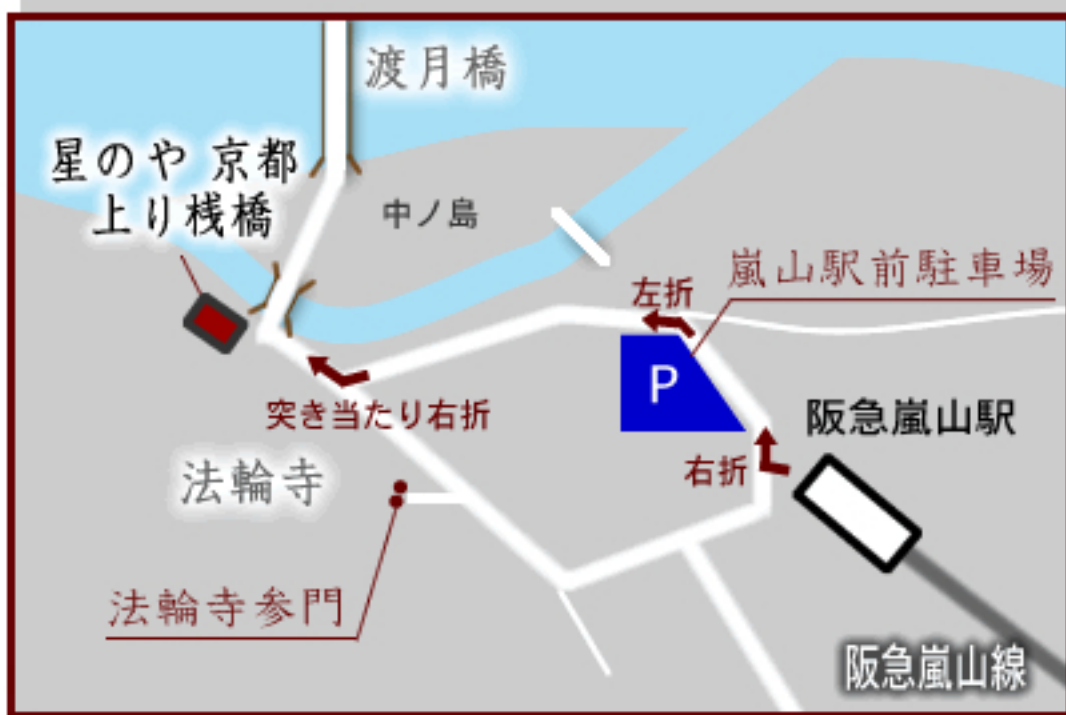 渡月橋
星のや 京都
上り桟橋
中ノ島
嵐山駅前駐車場
左折
P
突き当たり右折
阪急嵐山駅
右折
法輪寺
法輪寺参門
阪急嵐山線